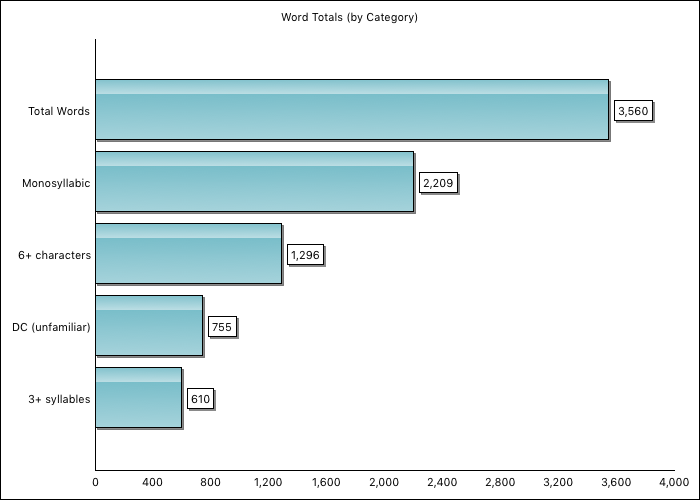 Word Totals (by Category)
Total Words 3,560
Monosyllabic 2,209
6+ characters 1,296
DC (unfamiliar) 755
3+ syllables 610
0 400 800 1,200 1,600 2,000 2,400 2,800 3,200 3,600 4,000